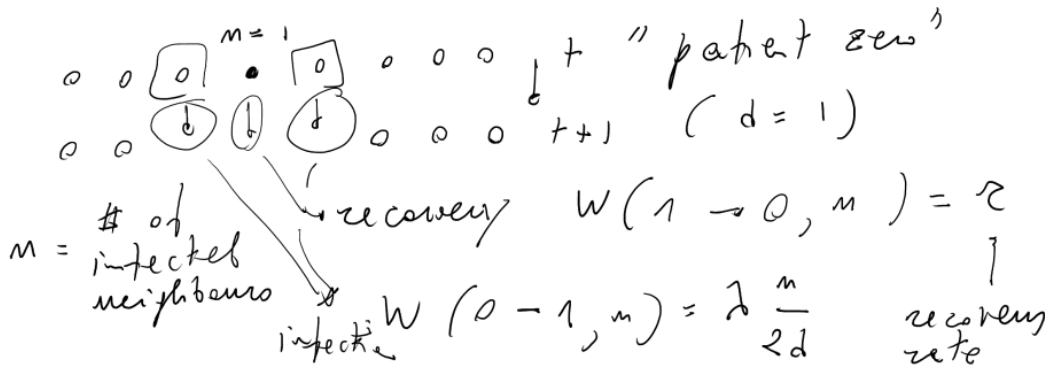 n = 1
t "patient zero"
t+1 (d = 1)
recovery W(1 → 0, n) = r
n = # of infected neighbours
infection W(0 - 1, n) = λ n/2d
recovery rate